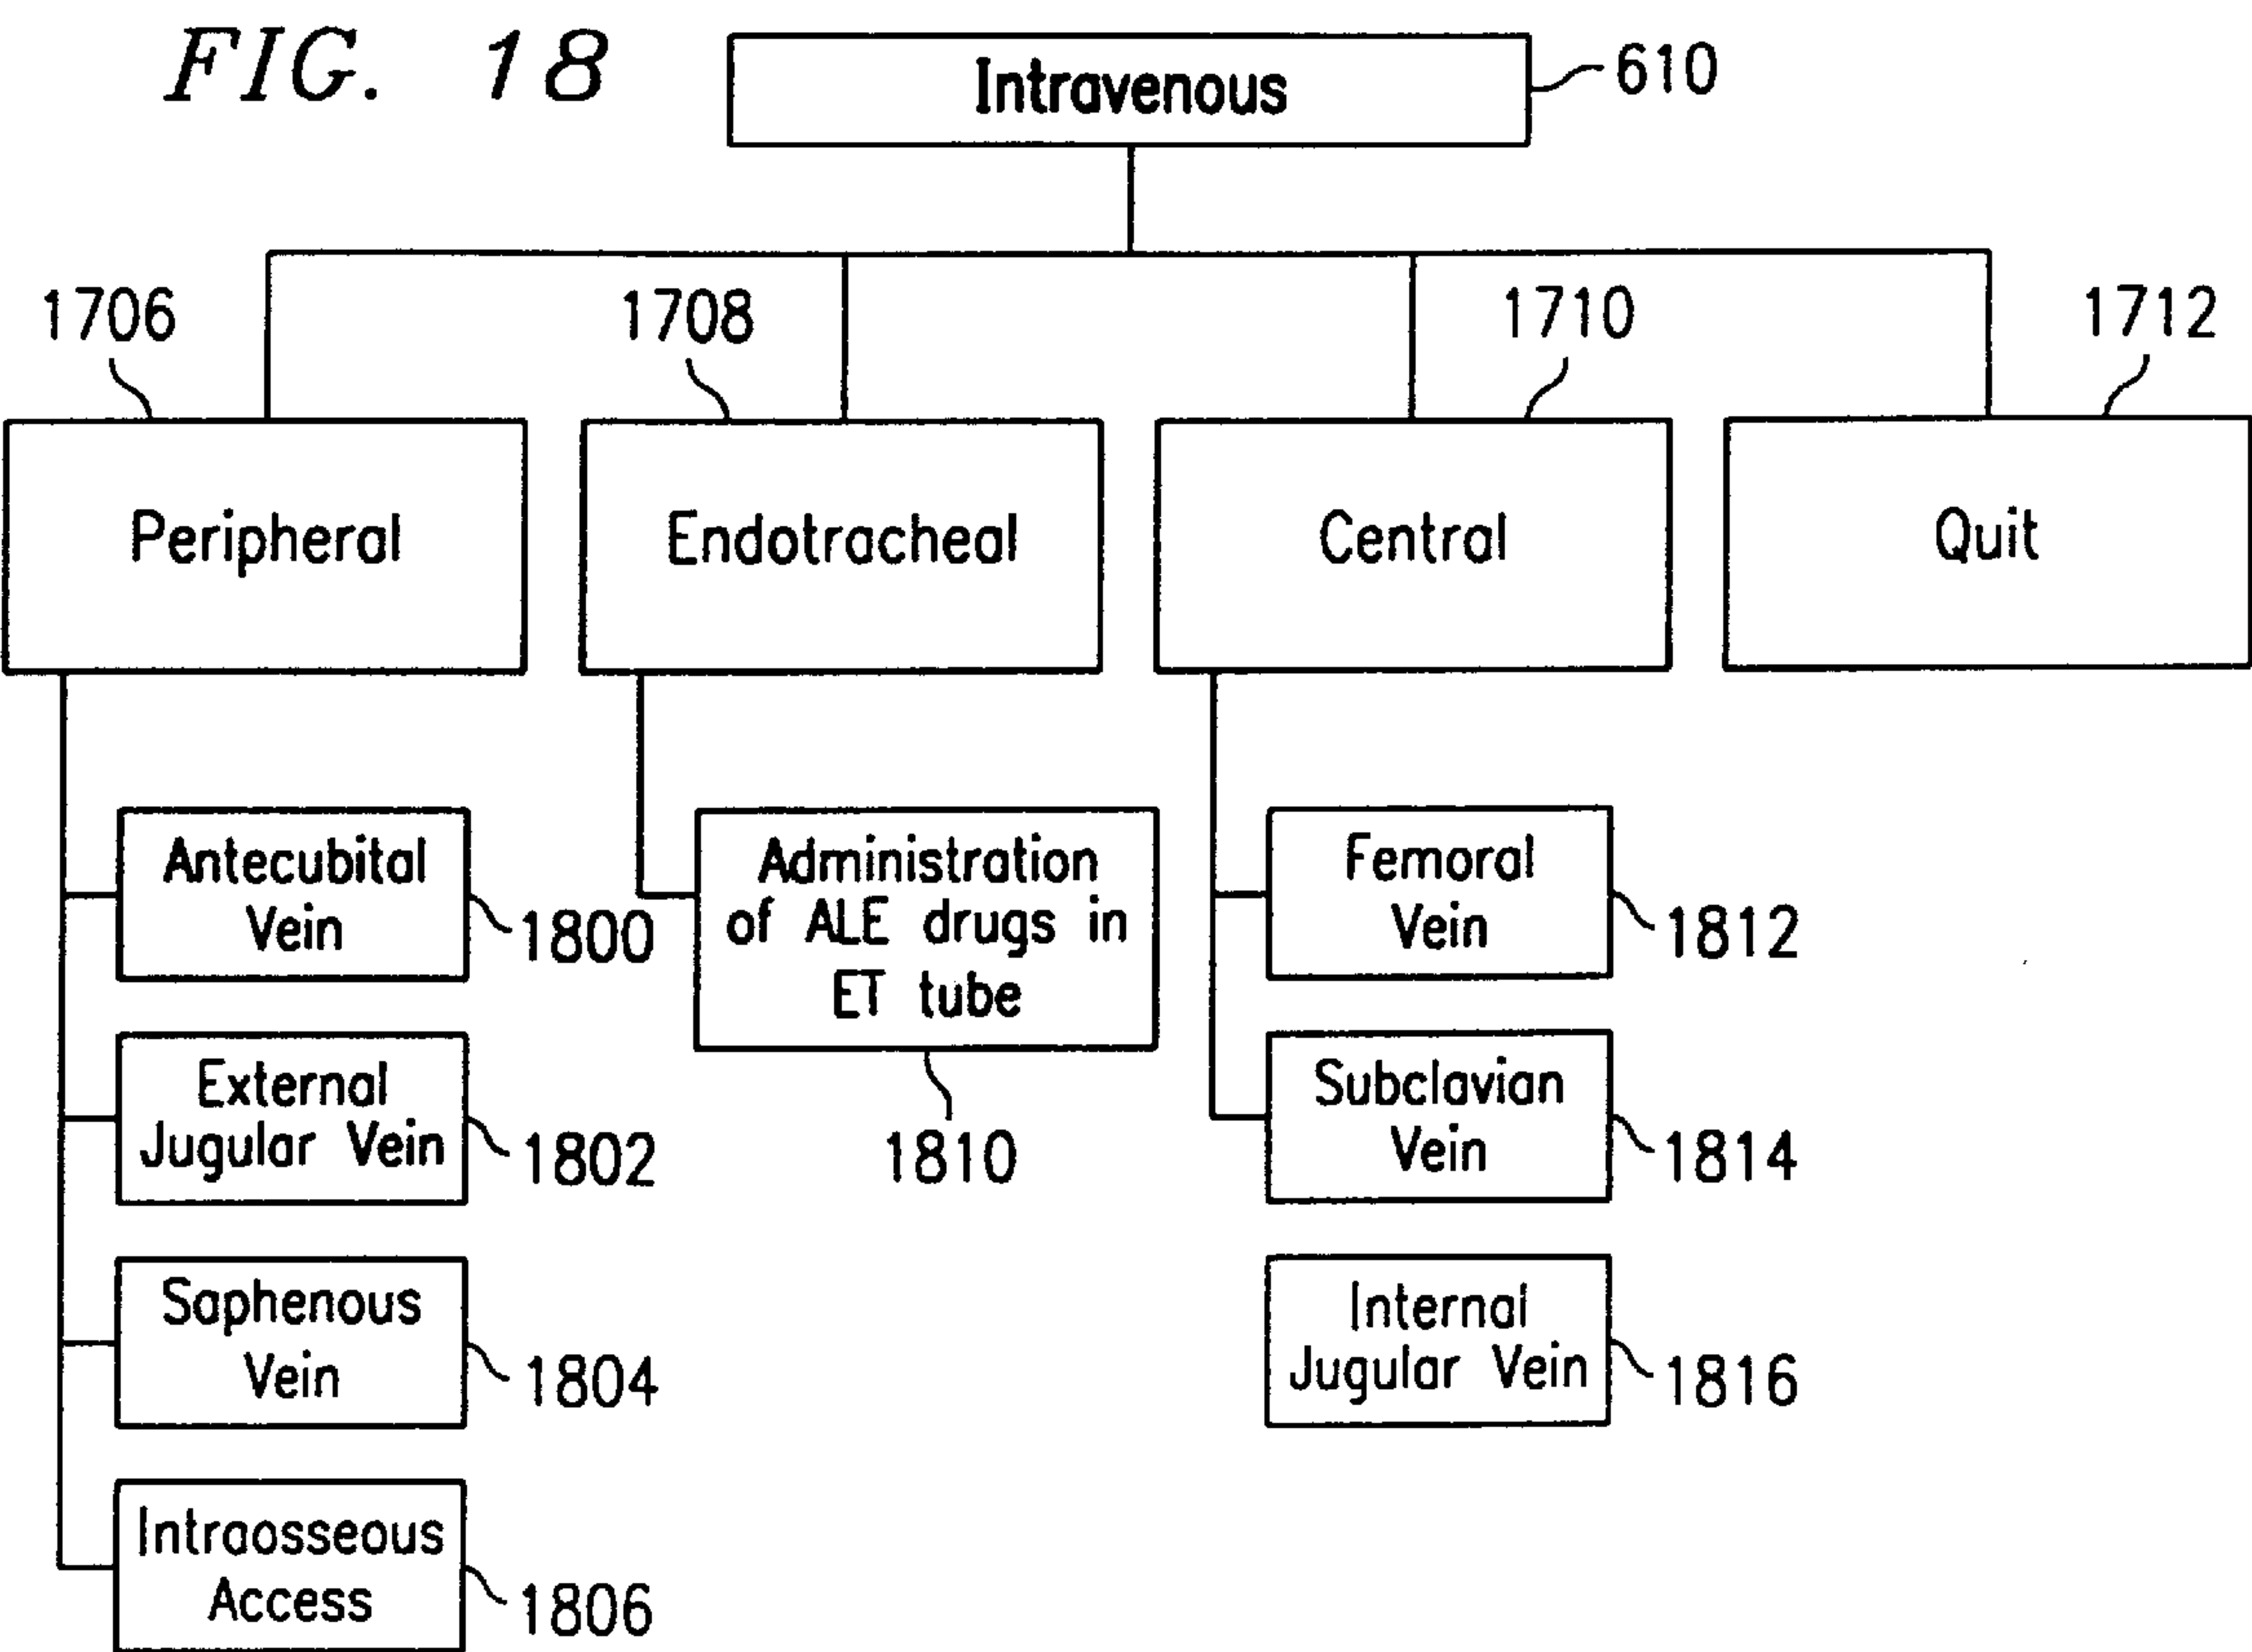 FIG. 18
Intravenous
610
1706
1708
1710
1712
Peripheral
Endotracheal
Central
Quit
Antecubital
Vein
1800
External
Jugular Vein
1802
Saphenous
Vein
1804
Intraosseous
Access
1806
Administration
of ALE drugs in
ET tube
1810
Femoral
Vein
1812
Subclavian
Vein
1814
Internal
Jugular Vein
1816